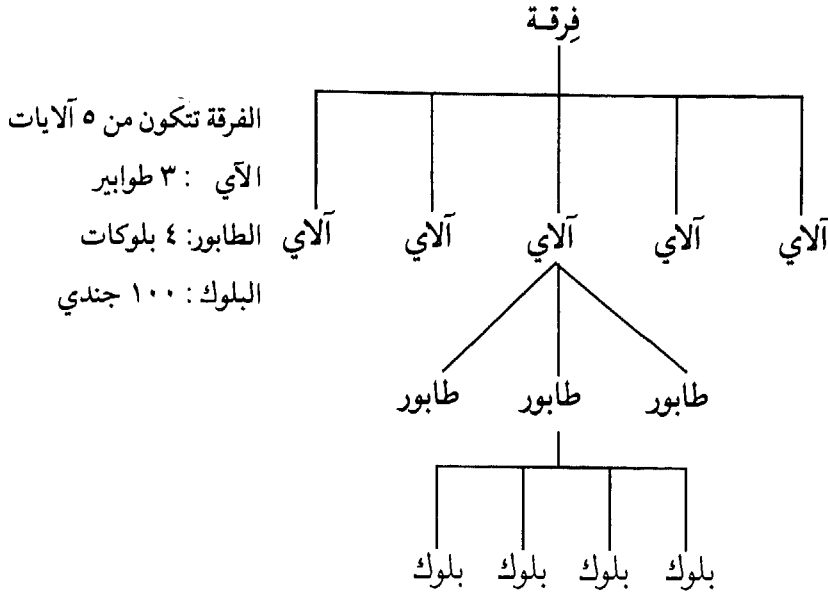 فِرقـة
الفرقة تتكون من ٥ آلايات
الآي : ٣ طوابير
آلاي آلاي آلاي آلاي آلاي
الطابور: ٤ بلوكات
البلوك : ١٠٠ جندي
طابور طابور طابور
بلوك بلوك بلوك بلوك